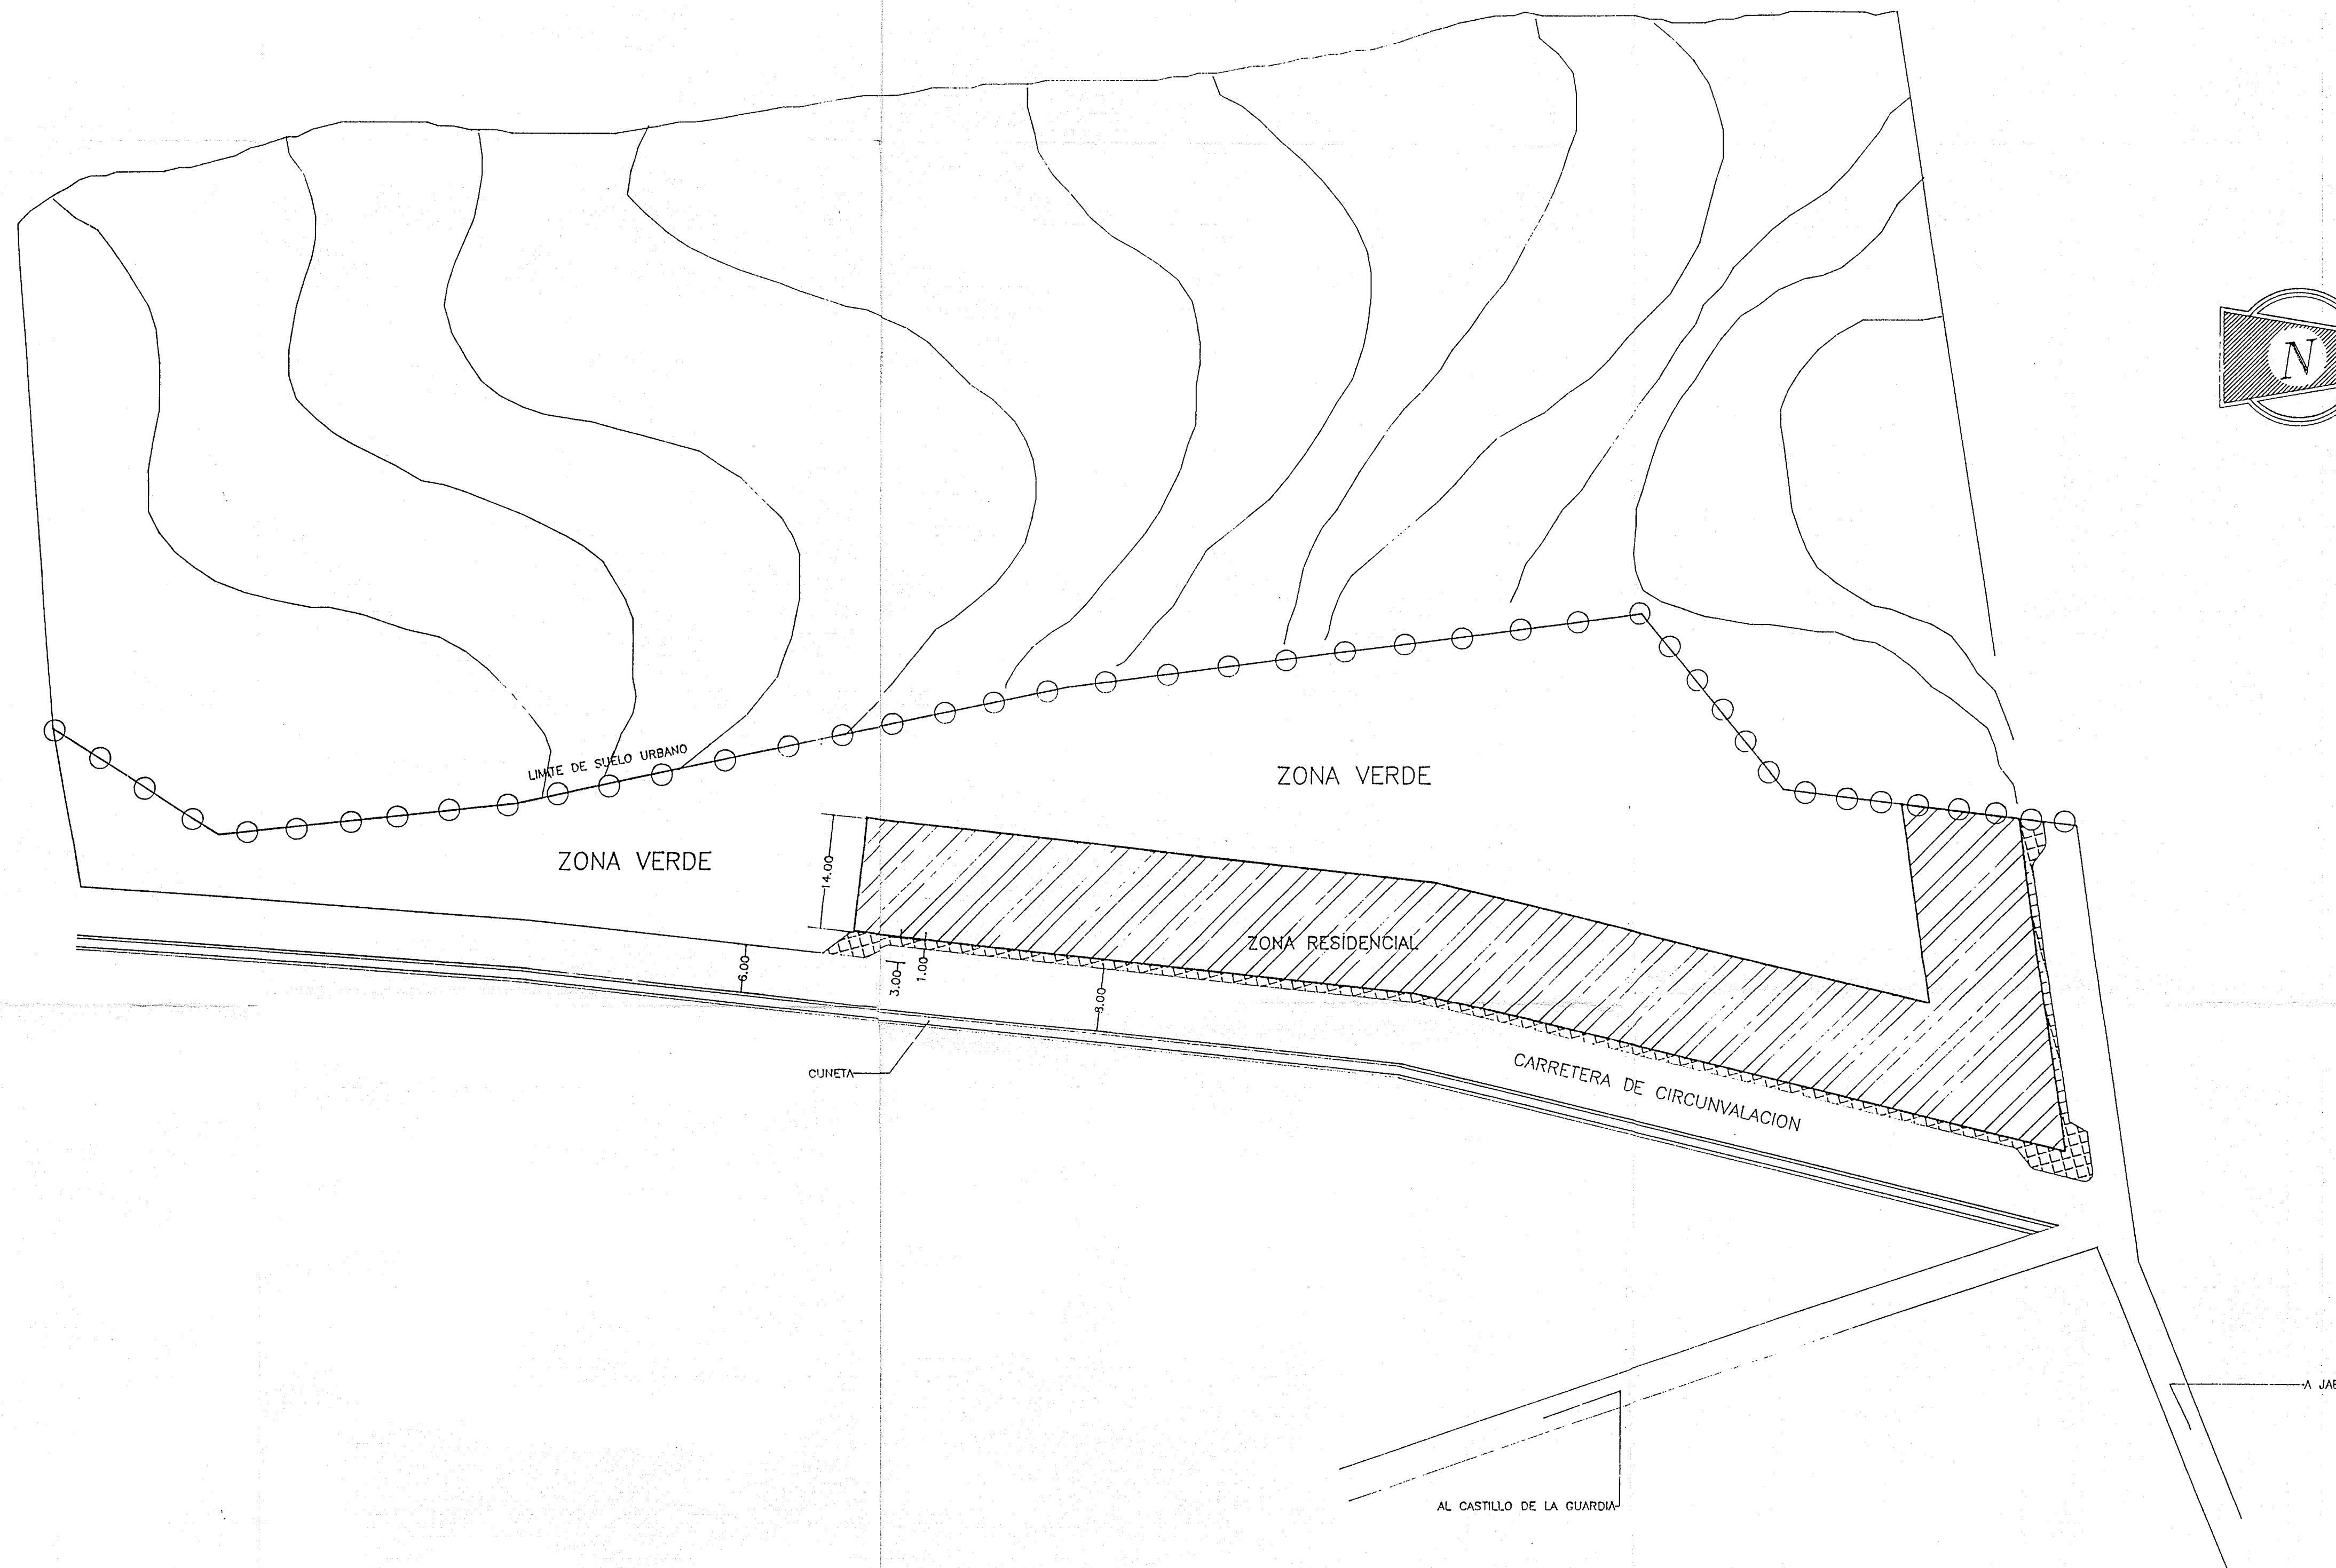 N
LIMITE DE SUELO URBANO
ZONA VERDE
ZONA VERDE
14.00
ZONA RESIDENCIAL
6.00
3.00
1.00
8.00
CUNETA
CARRETERA DE CIRCUNVALACION
A JAE
AL CASTILLO DE LA GUARDIA